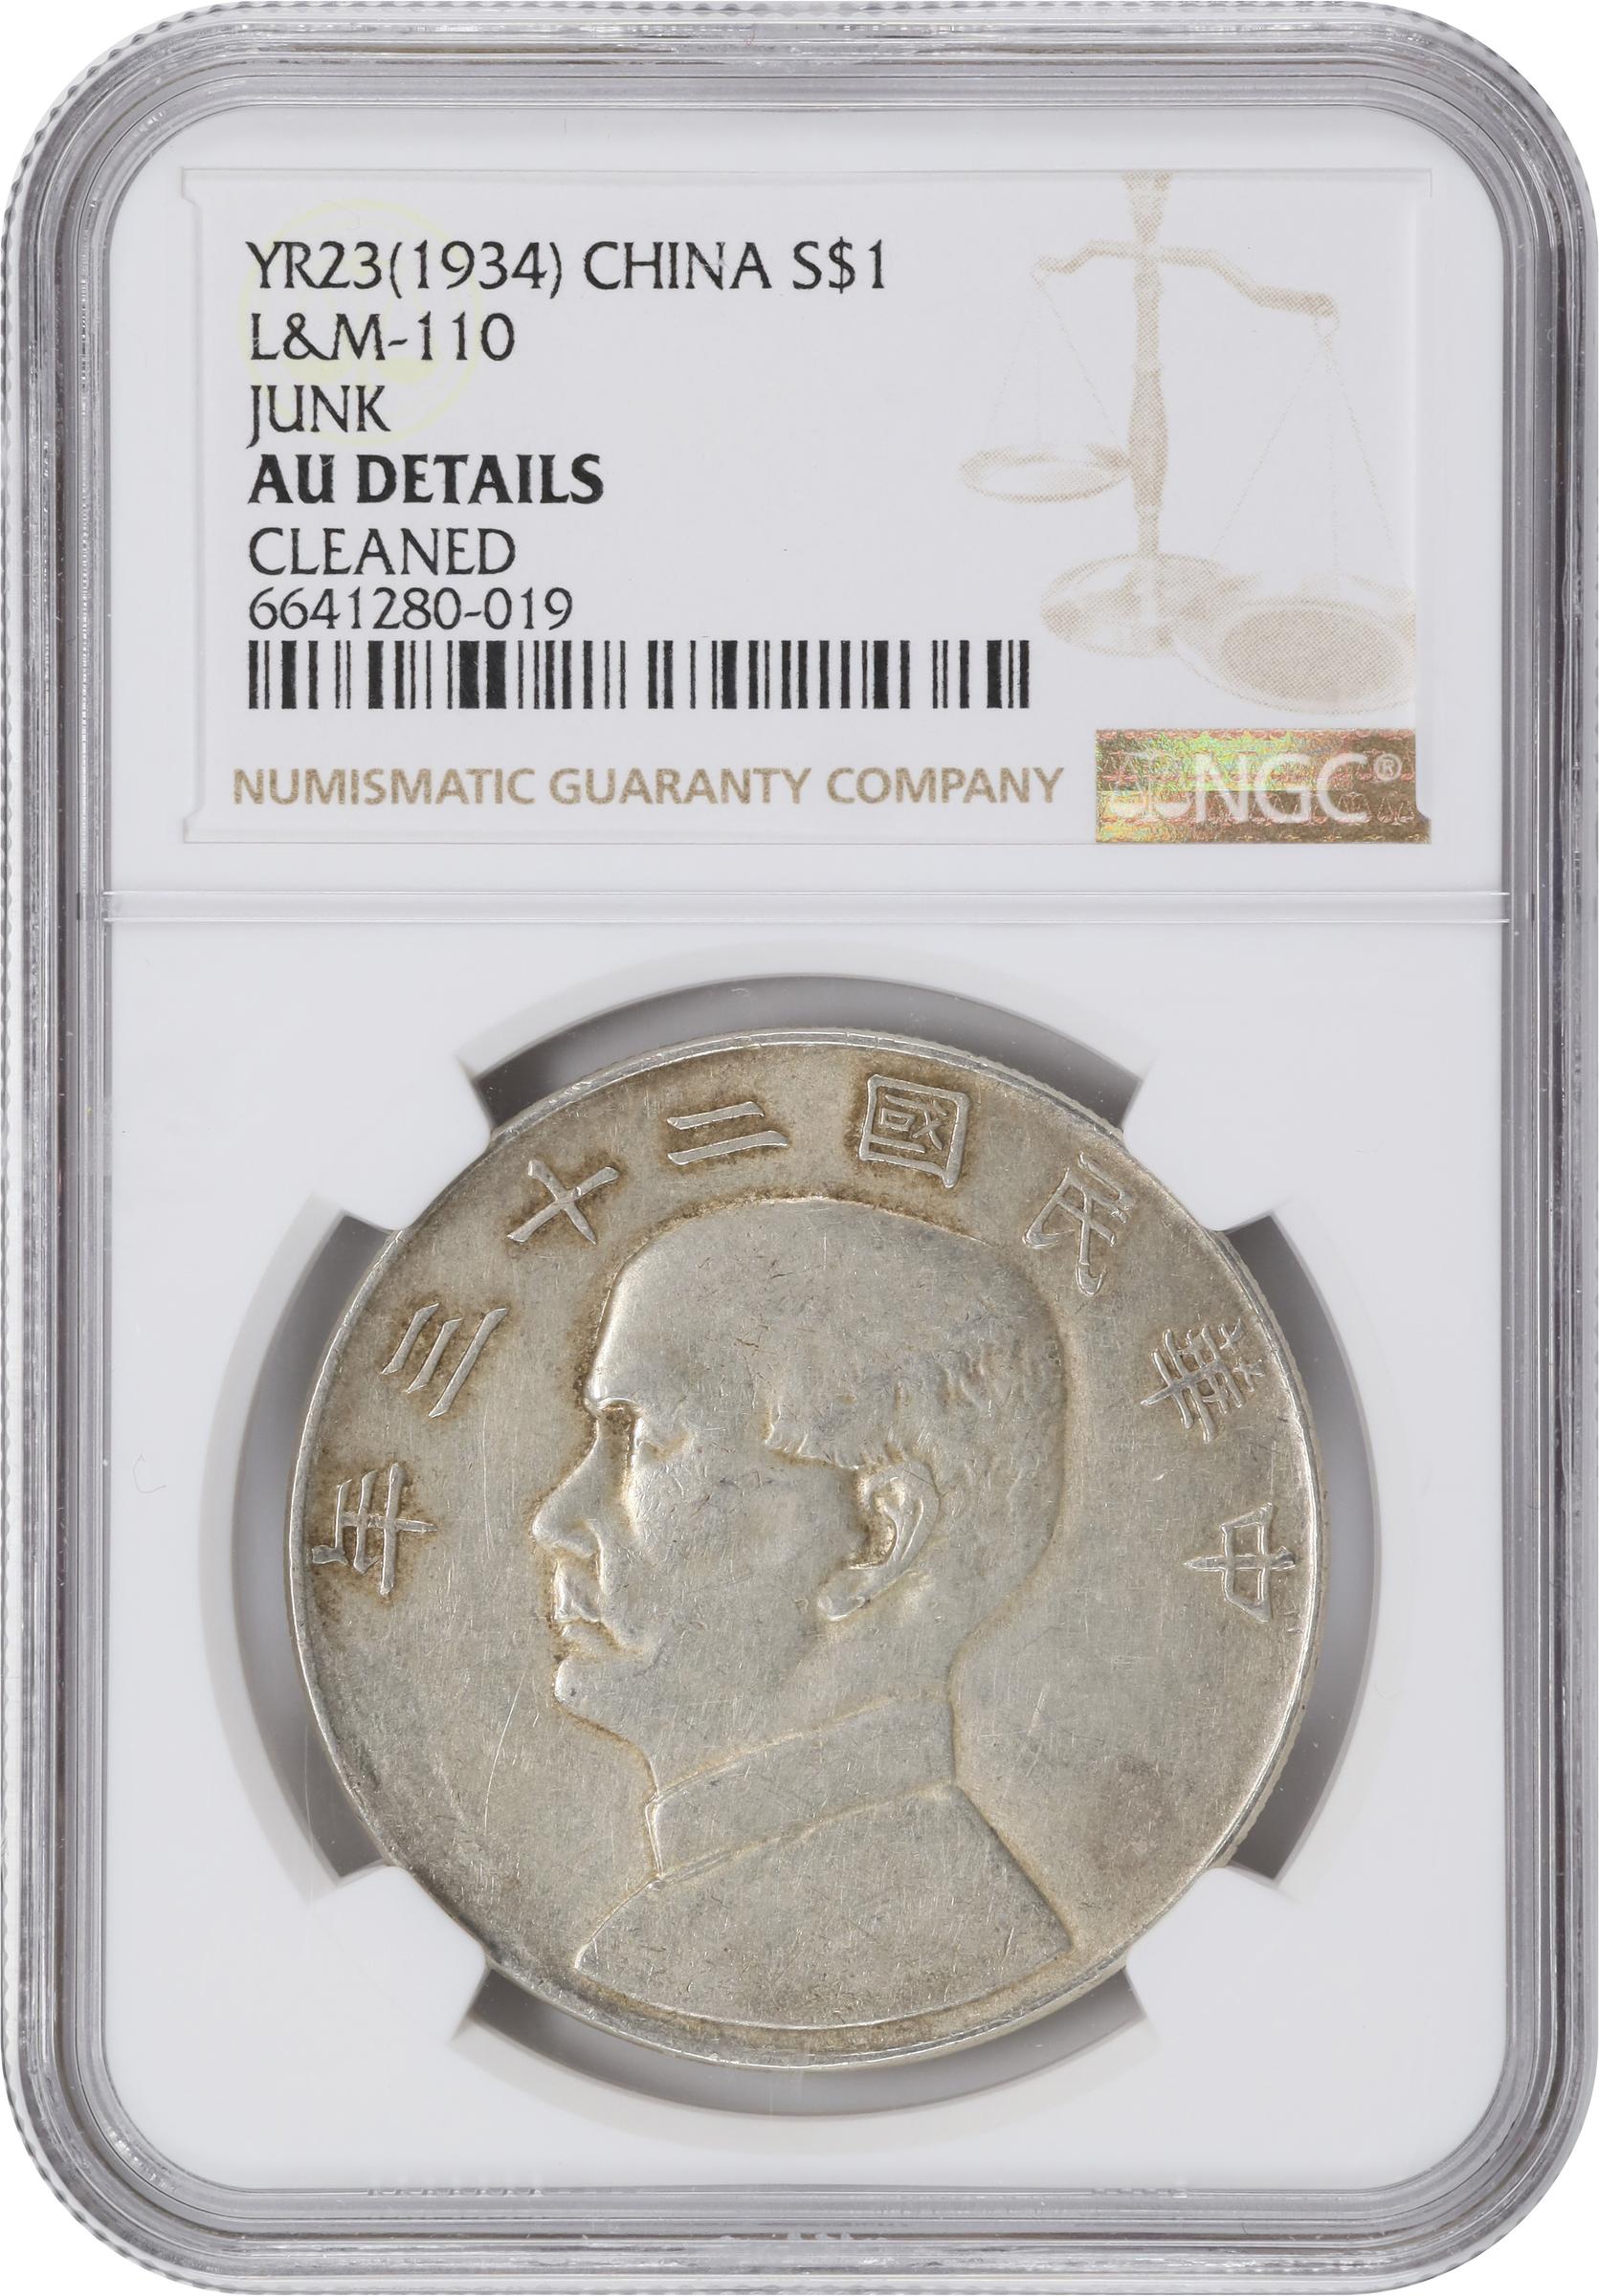 YR23(1934) CHINA S$1
L&M-110
JUNK
AU DETAILS
CLEANED
6641280-019
NUMISMATIC GUARANTY COMPANY
NGC®
年三十二國民華中